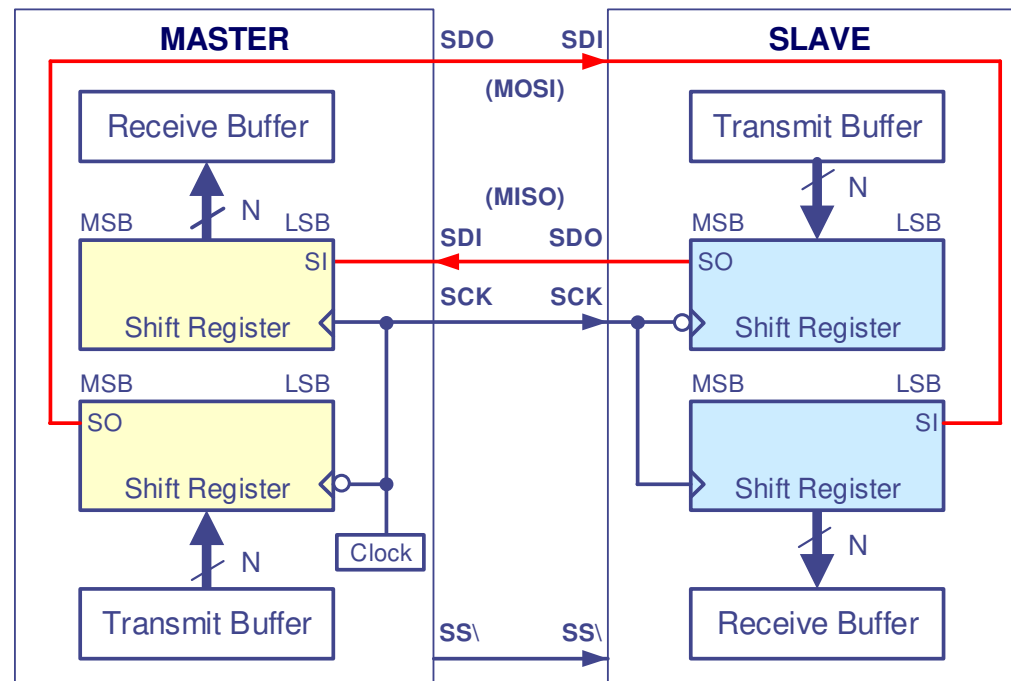 MASTER
SDO SDI
SLAVE
(MOSI)
Receive Buffer
Transmit Buffer
N
N
(MISO)
MSB LSB
MSB LSB
SDI SDO
SI
SO
SCK SCK
Shift Register
Shift Register
MSB LSB
MSB LSB
SO
SI
Shift Register
Shift Register
Clock
N
N
Transmit Buffer
Receive Buffer
SS\ SS\